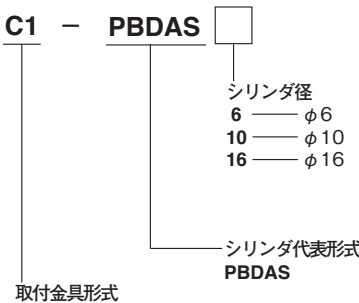 C1 － PBDAS
シリンダ径
6 ── φ6
10 ── φ10
16 ── φ16
シリンダ代表形式
PBDAS
取付金具形式